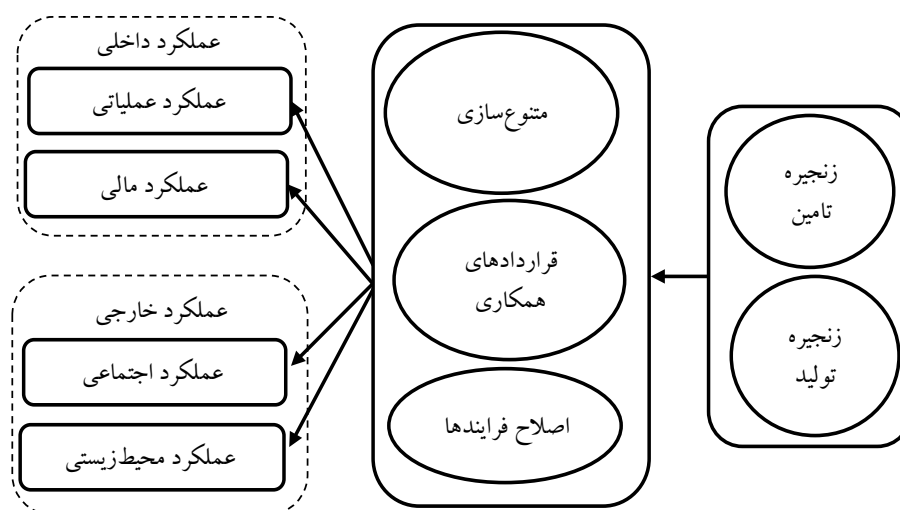 زنجیره
تامین
زنجیره
تولید
متنوع‌سازی
قراردادهای
همکاری
اصلاح فرایندها
عملکرد داخلی
عملکرد عملیاتی
عملکرد مالی
عملکرد خارجی
عملکرد اجتماعی
عملکرد محیط‌زیستی